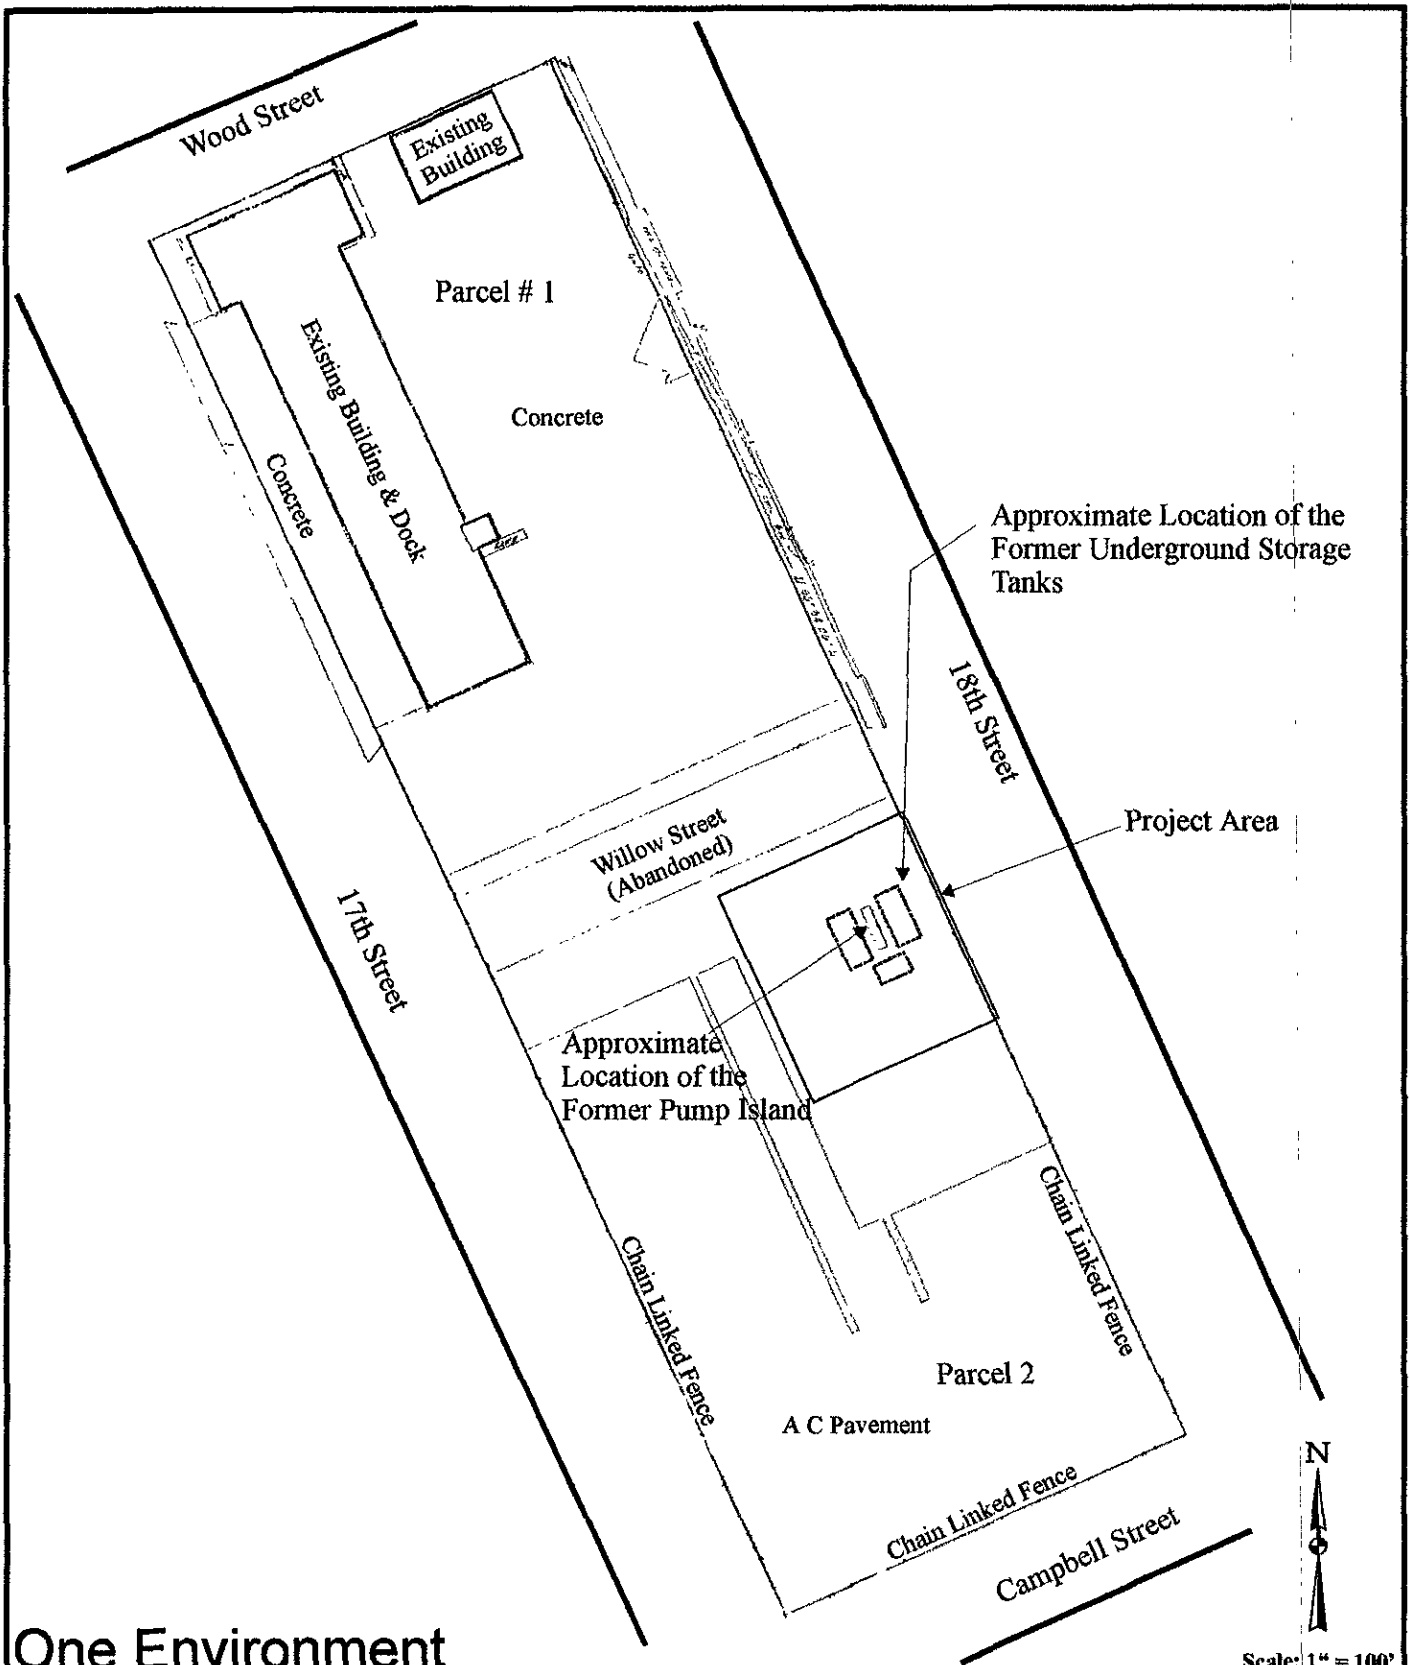 Wood Street
Existing
Building
Parcel # 1
Existing Building & Dock
Concrete
Concrete
Approximate Location of the
Former Underground Storage
Tanks
18th Street
Project Area
Willow Street
(Abandoned)
17th Street
Approximate
Location of the
Former Pump Island
Chain Linked Fence
Chain Linked Fence
Parcel 2
A C Pavement
Chain Linked Fence
Campbell Street
N
One Environment
Scale: 1" = 100'